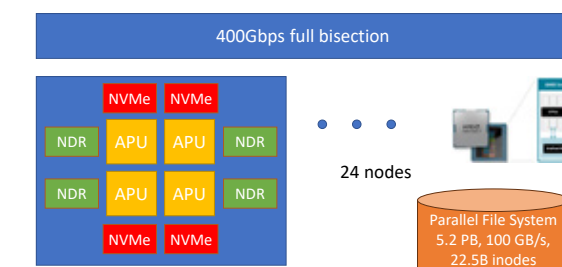 400Gbps full bisection
NVMe NVMe
NDR APU APU NDR
NDR APU APU NDR
NVMe NVMe
24 nodes
Parallel File System
5.2 PB, 100 GB/s,
22.5B inodes